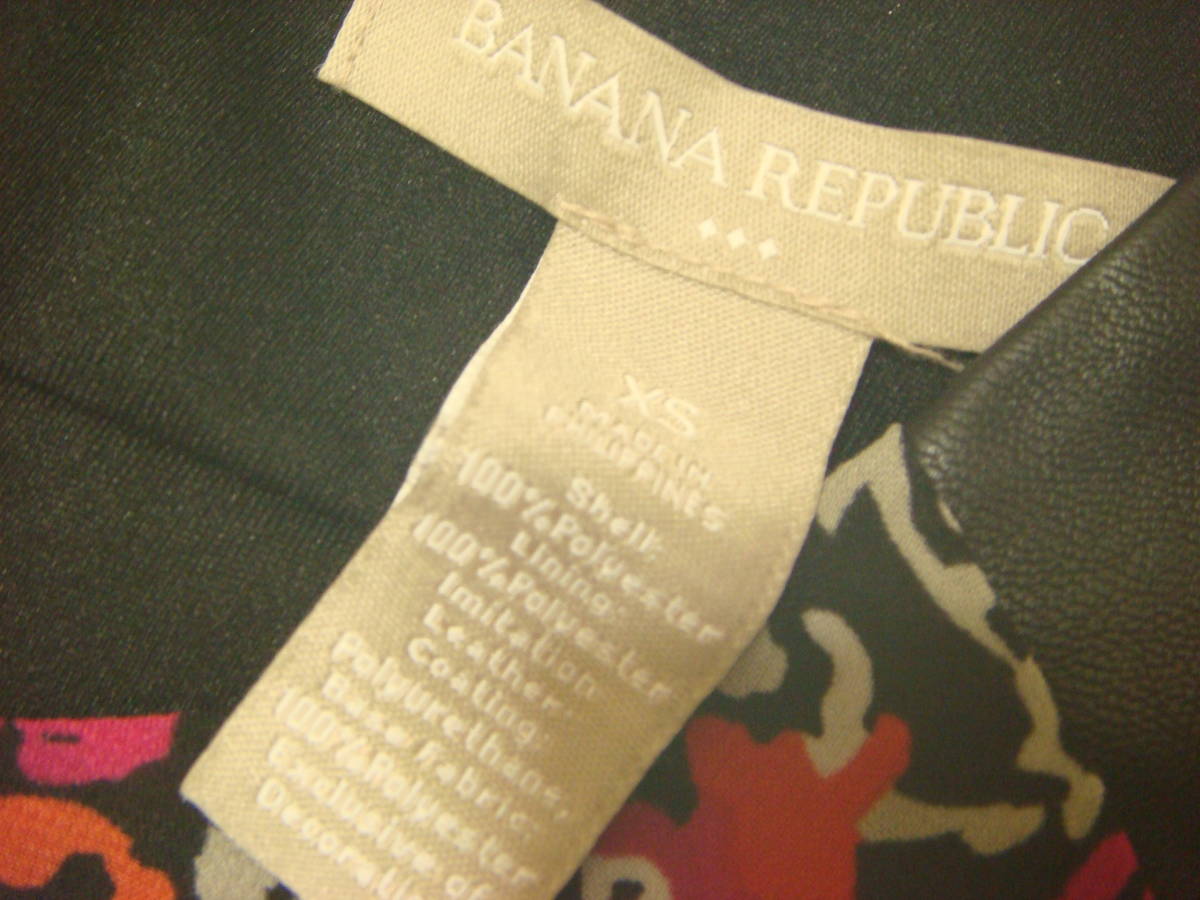 BANANA REPUBLIC
XS
MADE IN
PHILIPPINES
Shell:
100%Polyester
Lining:
100%Polyester
Imitation
Leather.
Coating:
Polyurethane,
Base Fabric:
100%Polyester
Exclusive of